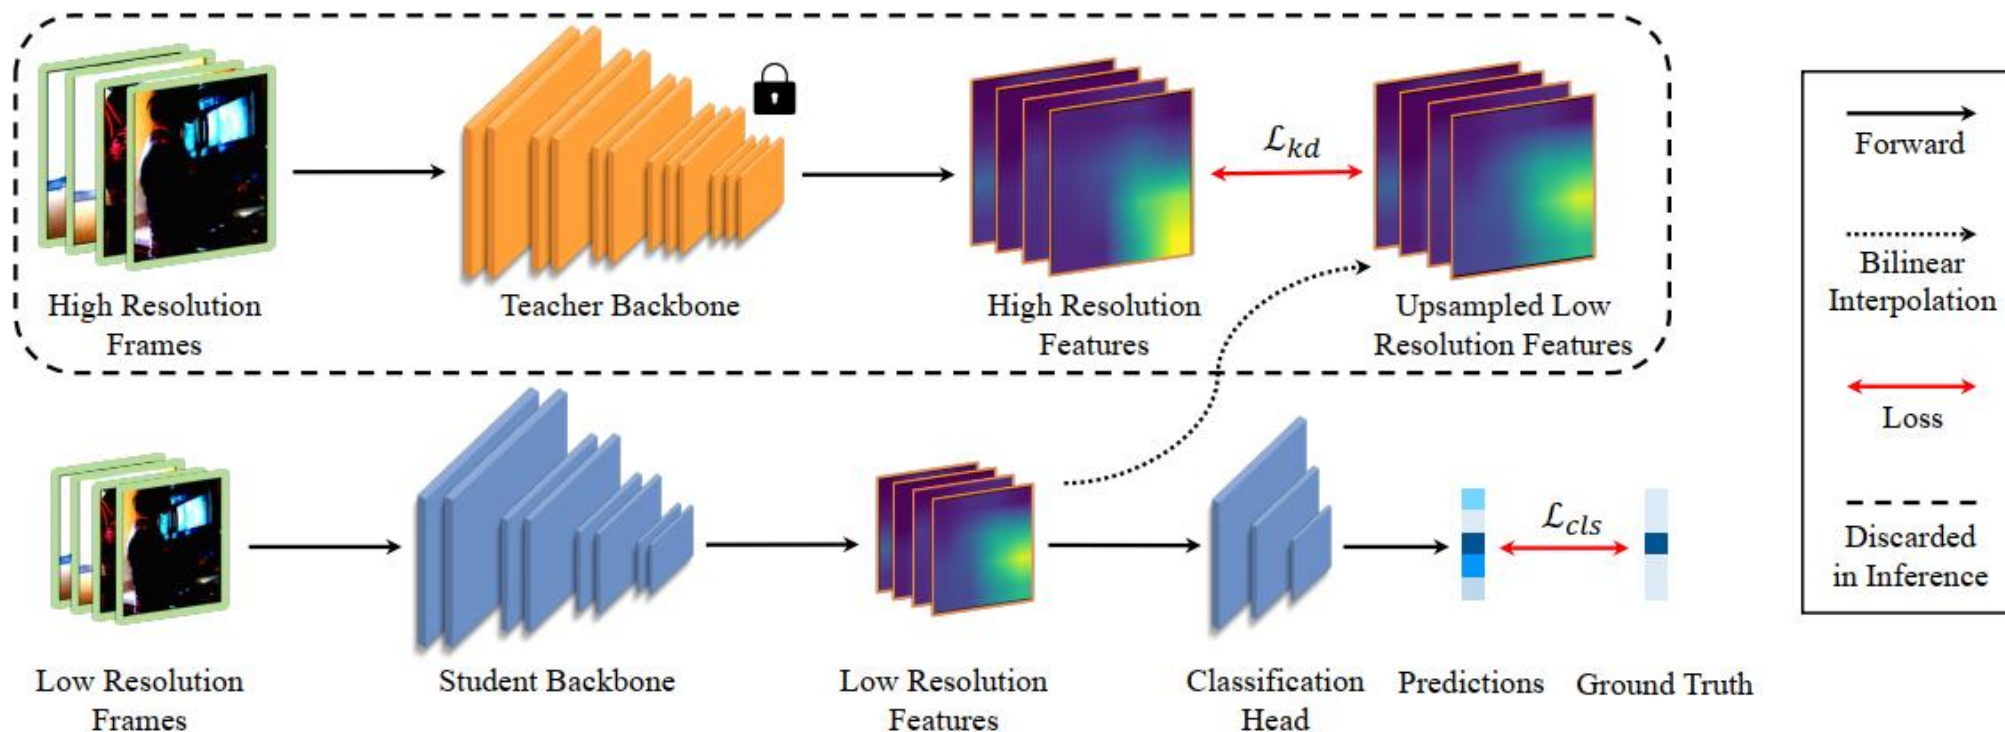 High Resolution
Frames
Teacher Backbone
High Resolution
Features
ℒkd
Upsampled Low
Resolution Features
Low Resolution
Frames
Student Backbone
Low Resolution
Features
Classification
Head
Predictions
ℒcls
Ground Truth
Forward
Bilinear
Interpolation
Loss
Discarded
in Inference